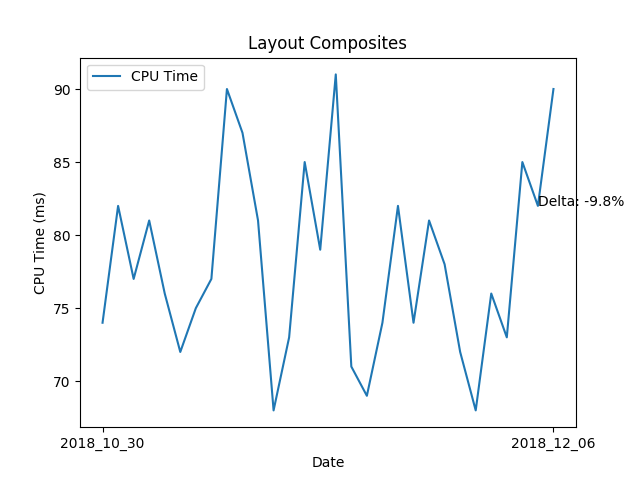 Layout Composites
CPU Time
90
85
80
75
70
CPU Time (ms)
Delta: -9.8%
2018_10_30
2018_12_06
Date